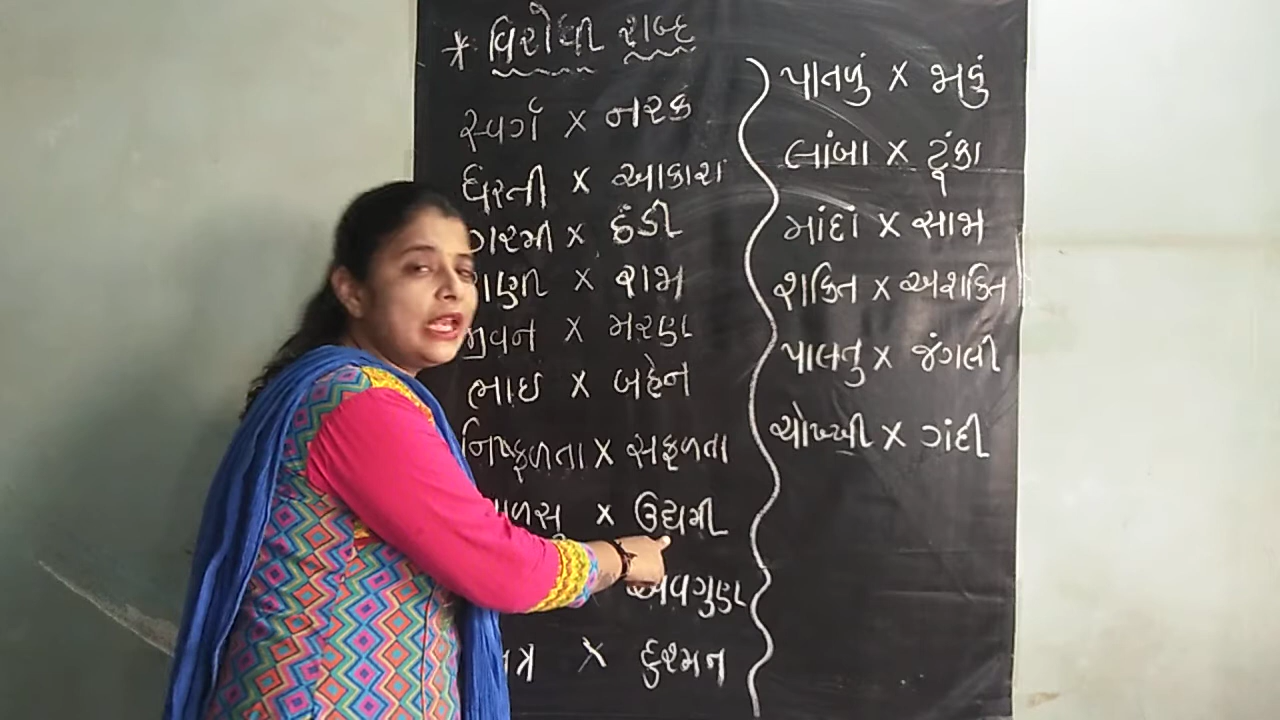 * વિરોધી શબ્દ
સ્વર્ગ X નરક
ધરતી X આકાશ
ગરમી X ઠંડી
રાણી X રાજા
જીવન X મરણ
ભાઇ X બહેન
નિષ્ફળતા X સફળતા
X ઉદ્યમી
અવગુણ
X દુશ્મન
પાતળું X જાડું
લાંબા X ટૂંકા
માંદા X સાજા
શક્તિ X અશક્તિ
પાલતુ X જંગલી
ચોખ્ખી X ગંદી